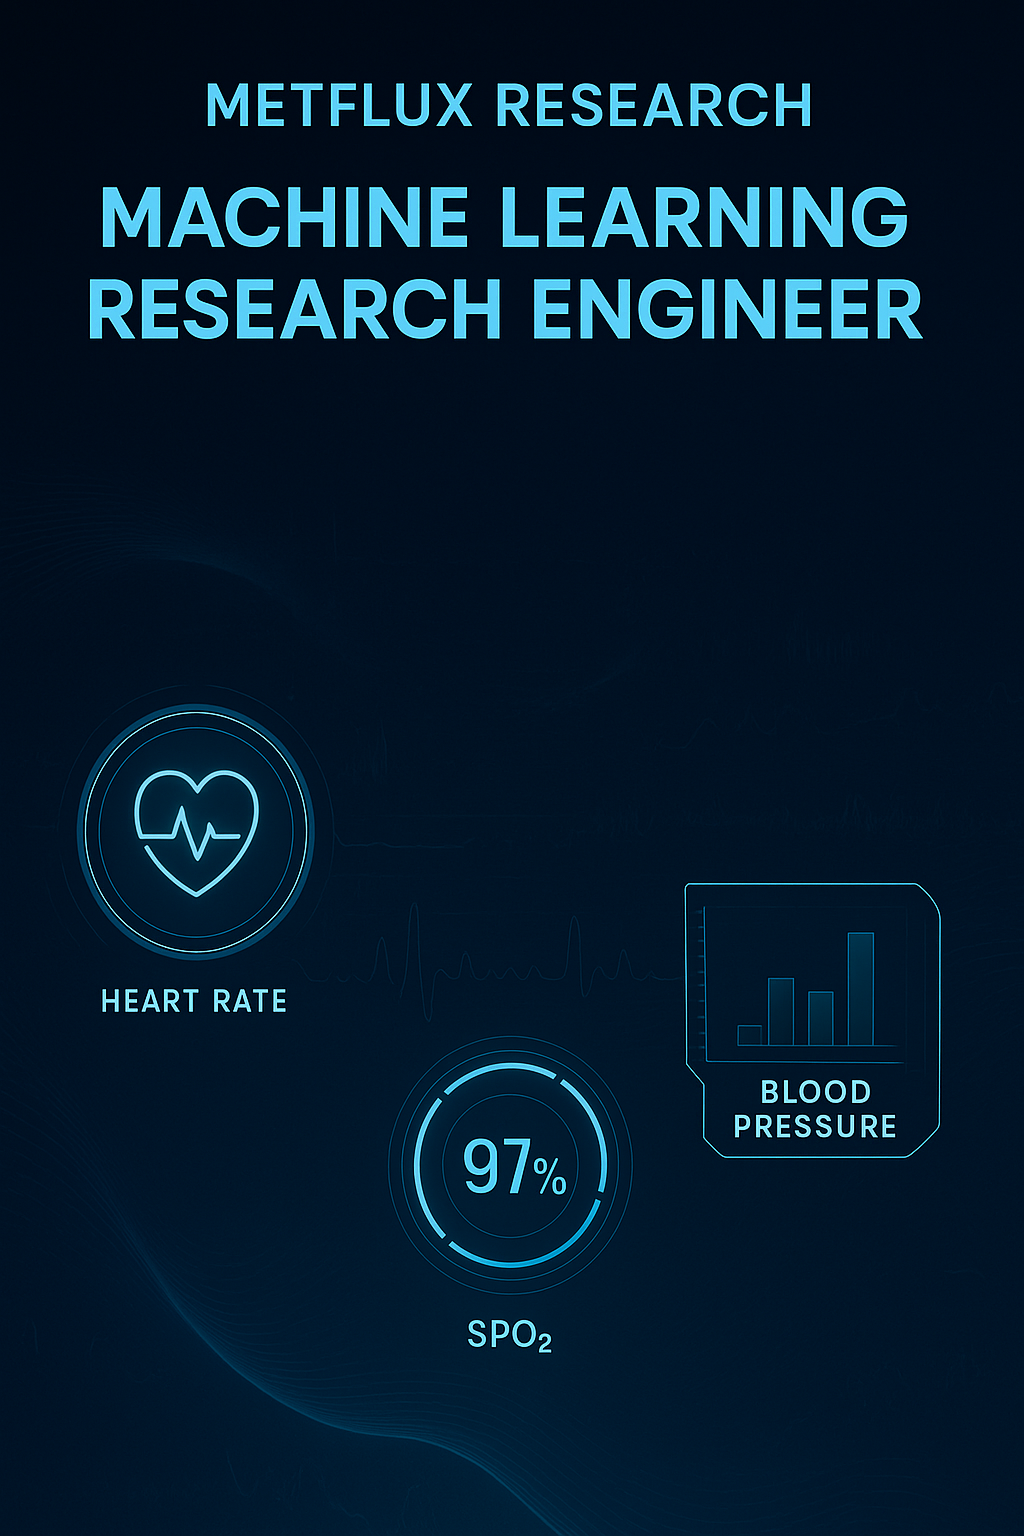 METFLUX RESEARCH
MACHINE LEARNING
RESEARCH ENGINEER
HEART RATE
97%
SPO₂
BLOOD
PRESSURE